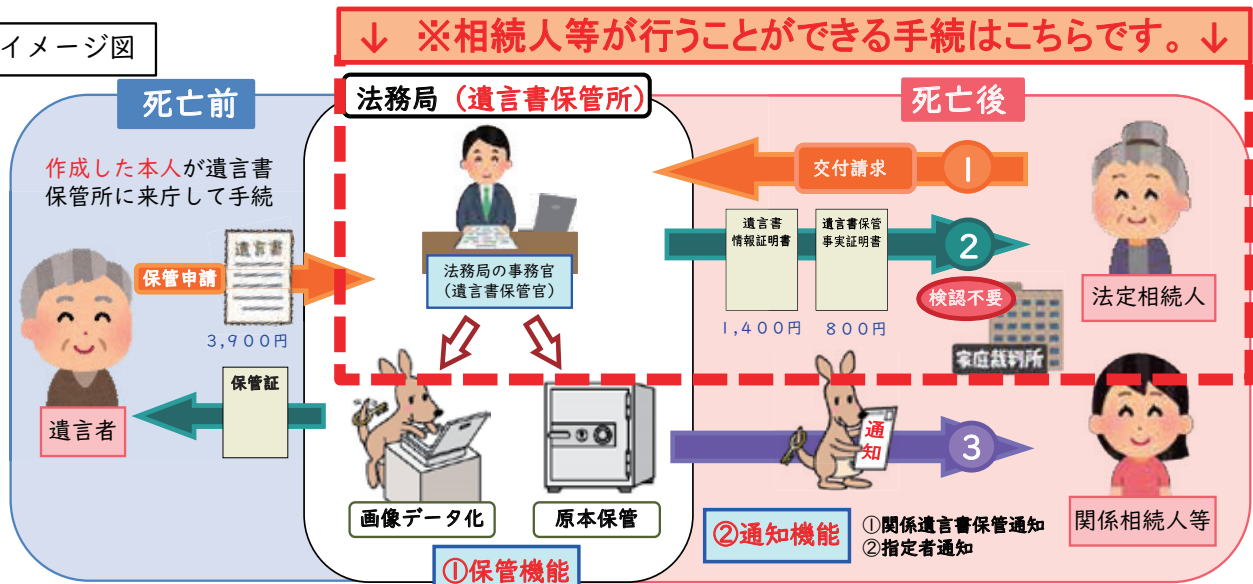 イメージ図
↓ ※相続人等が行うことができる手続はこちらです。↓
死亡前
法務局（遺言書保管所）
死亡後
作成した本人が遺言書
保管所に来庁して手続
遺言書
保管申請
3,900円
保管証
遺言者
法務局の事務官
（遺言書保管官）
画像データ化
原本保管
①保管機能
交付請求
①
遺言書
情報証明書
遺言書保管
事実証明書
②
1,400円
800円
検認不要
家庭裁判所
法定相続人
通知
③
②通知機能
①関係遺言書保管通知
②指定者通知
関係相続人等